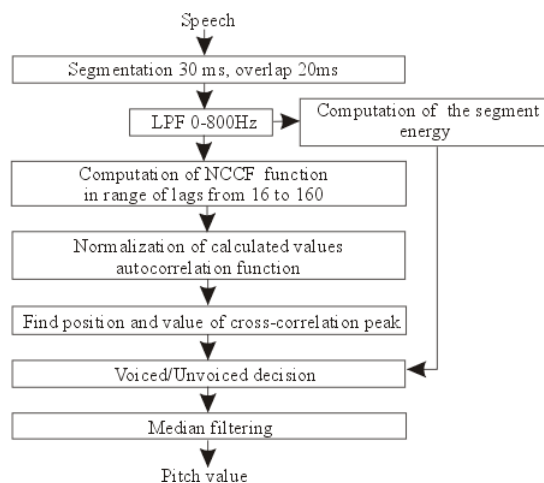 Speech
Segmentation 30 ms, overlap 20ms
LPF 0-800Hz
Computation of the segment
energy
Computation of NCCF function
in range of lags from 16 to 160
Normalization of calculated values
autocorrelation function
Find position and value of cross-correlation peak
Voiced/Unvoiced decision
Median filtering
Pitch value